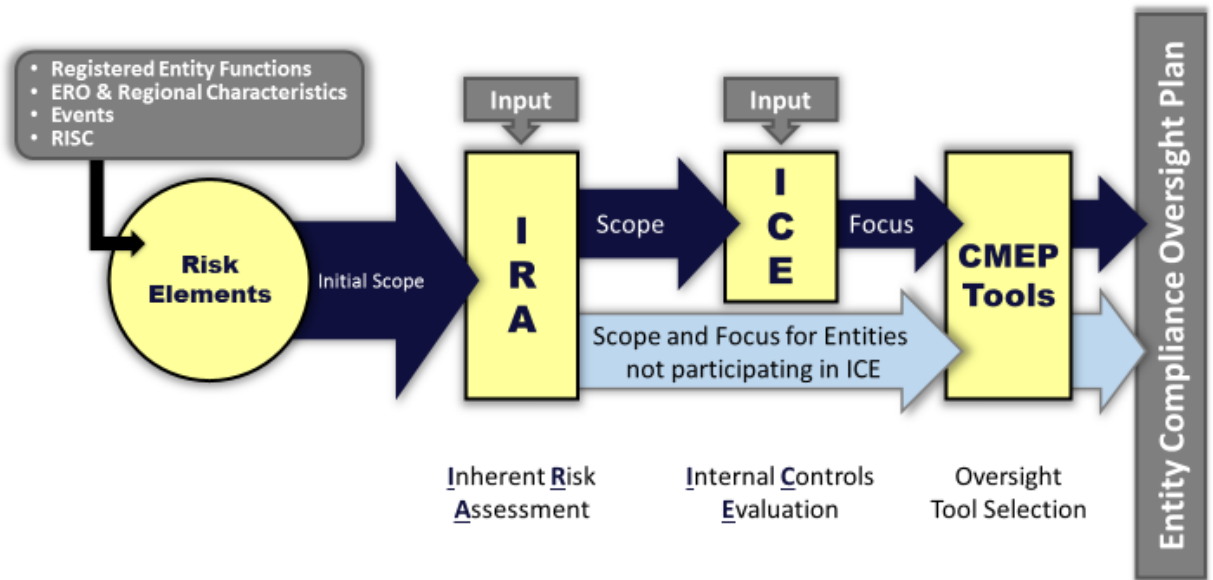 • Registered Entity Functions
• ERO & Regional Characteristics
• Events
• RISC
Input
Input
Risk
Elements
Initial Scope
I
R
A
Scope
I
C
E
Focus
CMEP
Tools
Scope and Focus for Entities
not participating in ICE
Inherent Risk
Assessment
Internal Controls
Evaluation
Oversight
Tool Selection
Entity Compliance Oversight Plan